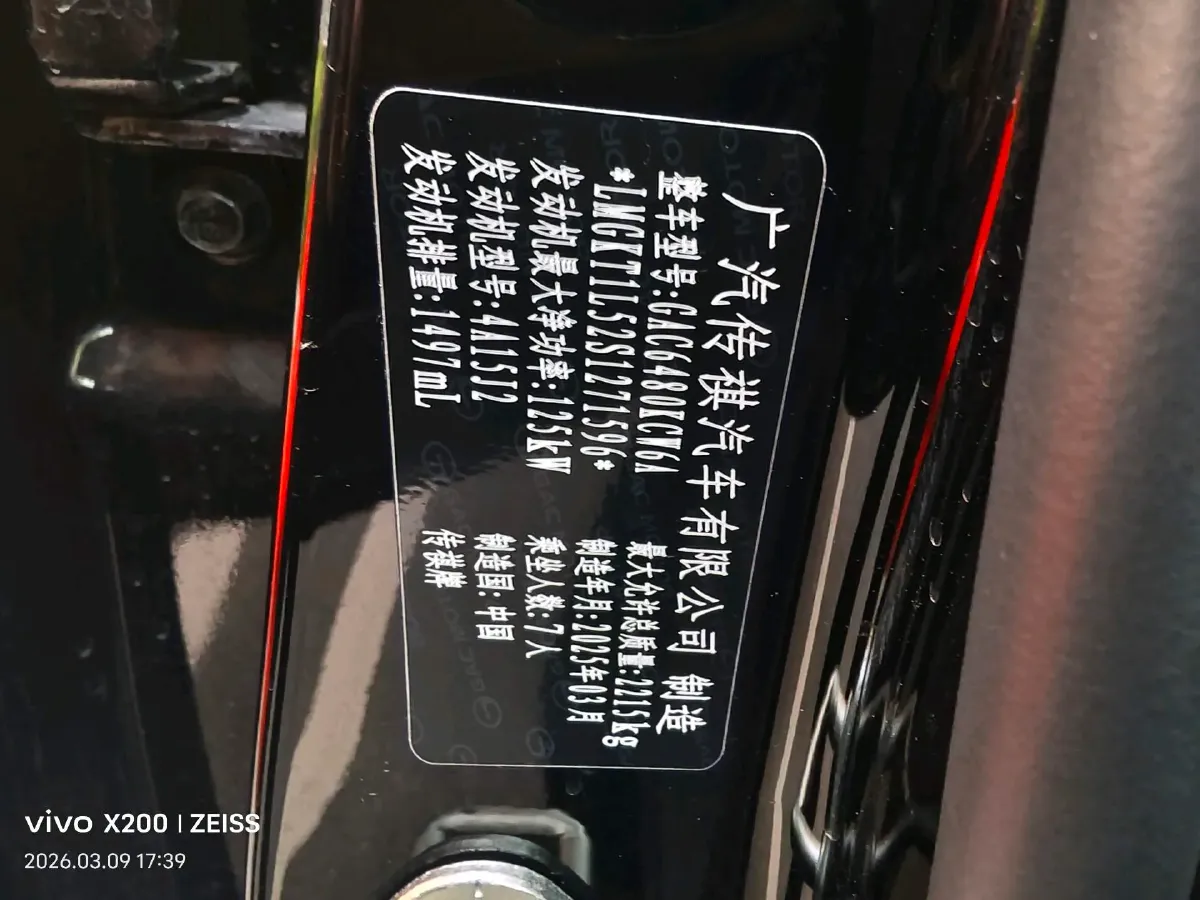 广汽传祺汽车有限公司 制造
整车型号:GAC6480KCW6A
最大允许总质量:2215kg
*LMGKT1L52S1271596*
制造年月:2025年03月
发动机最大净功率:125kW
乘坐人数:7人
发动机型号:4A15J2
制造国:中国
发动机排量:1497mL
传祺牌
vivo X200 | ZEISS
2026.03.09 17:39